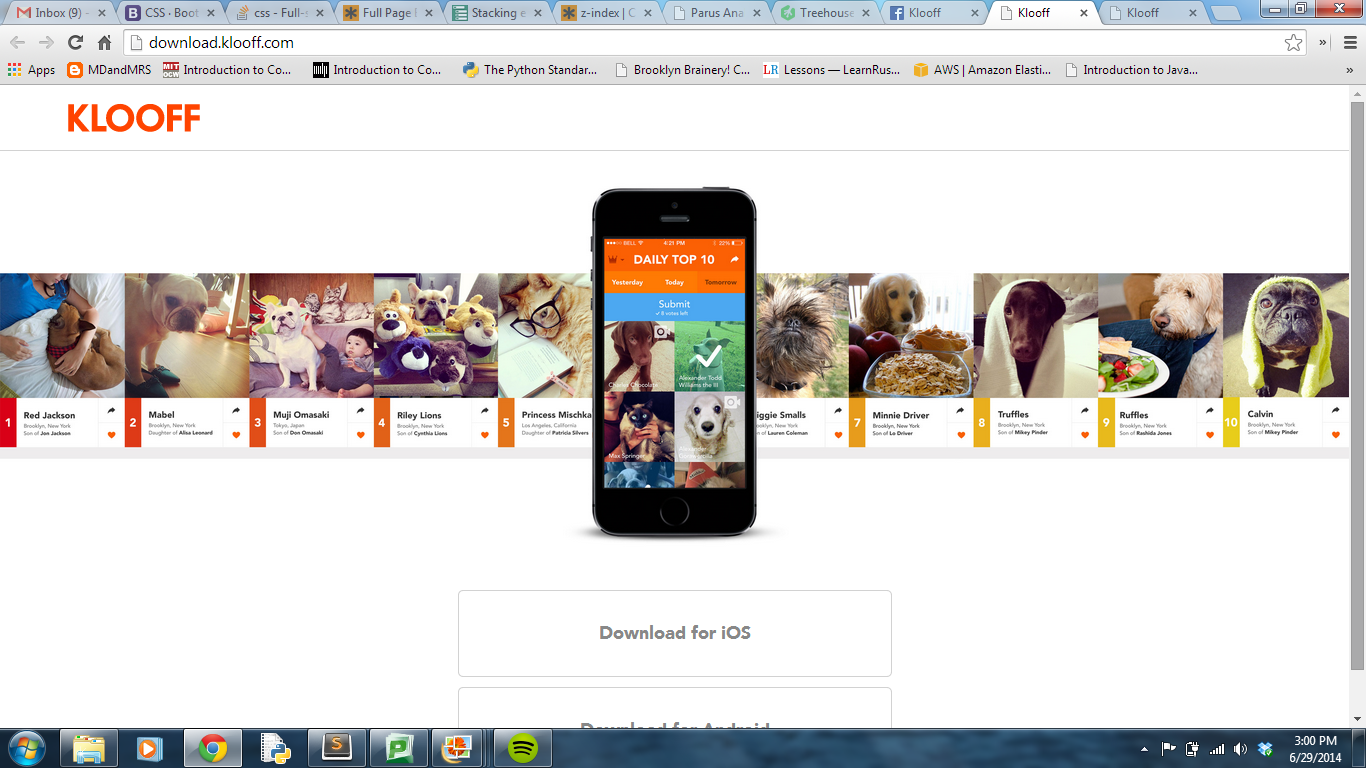 Inbox (9) -
CSS · Boot
css - Full-s
Full Page
Stacking e
z-index | C
Parus Ana
Treehouse
Klooff
Klooff
Klooff
download.klooff.com
Apps
MDandMRS
MIT OCW
Introduction to Co...
Introduction to Co...
The Python Standar...
Brooklyn Brainery! C...
LR
Lessons — LearnRus...
AWS | Amazon Elasti...
Introduction to Java...
KLOOFF
BELL
4:21 PM
22%
DAILY TOP 10
Yesterday
Today
Tomorrow
Submit
8 votes left
Charles Chocolate
Alexander Todd
Williams the III
Max Springer
1
Red Jackson
Brooklyn, New York
Son of Jon Jackson
2
Mabel
Brooklyn, New York
Daughter of Alisa Leonard
3
Muji Omasaki
Tokyo, Japan
Son of Don Omasaki
4
Riley Lions
Brooklyn, New York
Son of Cynthia Lions
5
Princess Mischka
Los Angeles, California
Daughter of Patricia Silvers
iggie Smalls
Brooklyn, New York
of Lauren Coleman
7
Minnie Driver
Brooklyn, New York
Son of Lo Driver
8
Truffles
Brooklyn, New York
Son of Mikey Pinder
9
Ruffles
Brooklyn, New York
Son of Rashida Jones
10
Calvin
Brooklyn, New York
Son of Mikey Pinder
Download for iOS
Download for Android
3:00 PM
6/29/2014